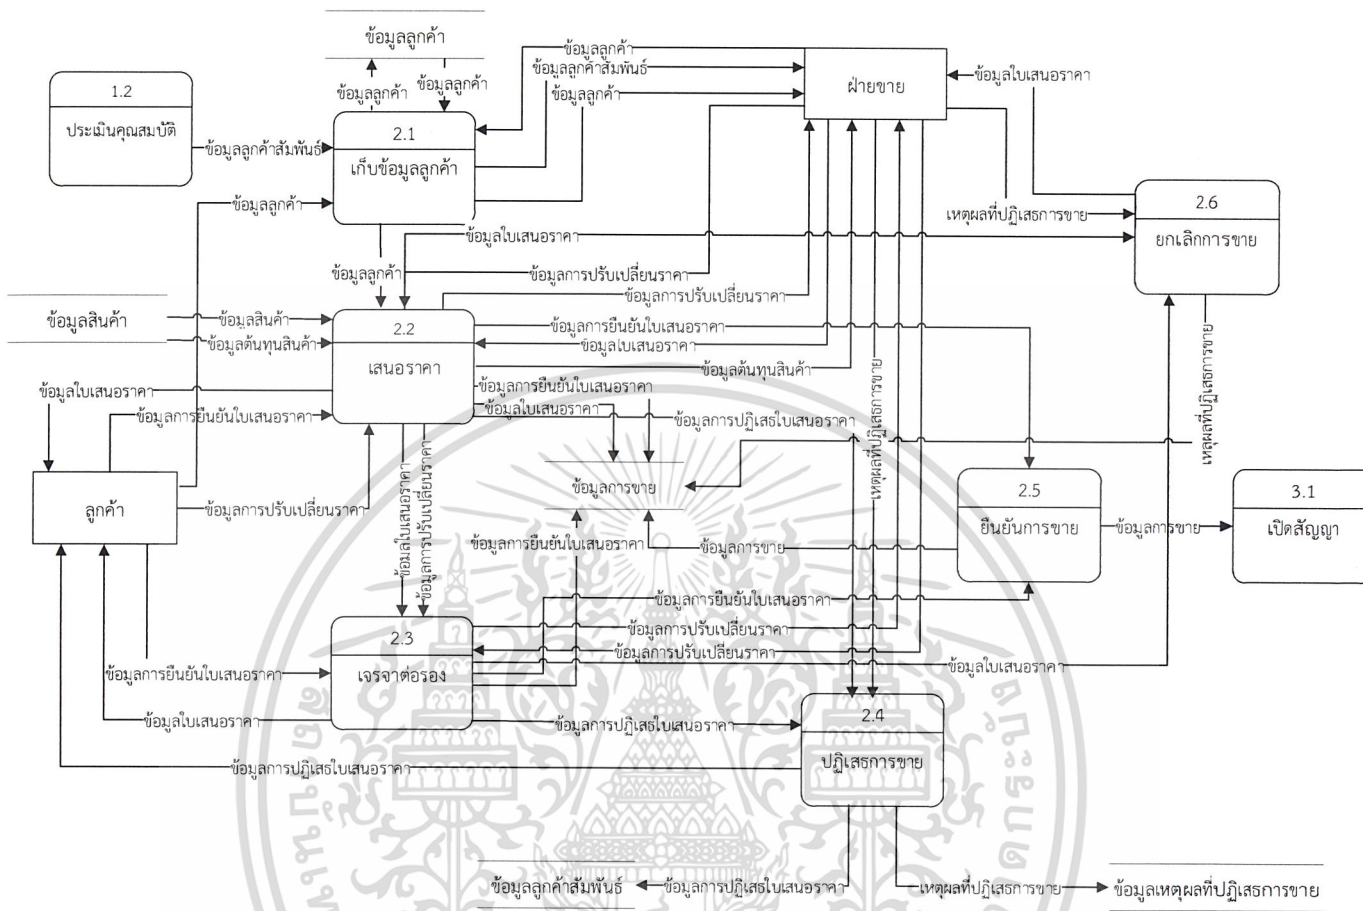 ข้อมูลลูกค้า
ข้อมูลลูกค้า
ข้อมูลลูกค้าสัมพันธ์
ข้อมูลลูกค้า
ฝ่ายขาย
ข้อมูลใบเสนอราคา
1.2
ประเมินคุณสมบัติ
ข้อมูลลูกค้า
ข้อมูลลูกค้า
2.1
เก็บข้อมูลลูกค้า
ข้อมูลลูกค้าสัมพันธ์
ข้อมูลลูกค้า
2.6
ยกเลิกการขาย
เหตุผลที่ปฏิเสธการขาย
ข้อมูลใบเสนอราคา
ข้อมูลลูกค้า
ข้อมูลการปรับเปลี่ยนราคา
ข้อมูลการปรับเปลี่ยนราคา
ข้อมูลสินค้า
ข้อมูลสินค้า
ข้อมูลต้นทุนสินค้า
2.2
เสนอราคา
ข้อมูลการยืนยันใบเสนอราคา
ข้อมูลใบเสนอราคา
ข้อมูลต้นทุนสินค้า
เหตุผลที่ปฏิเสธการขาย
ข้อมูลใบเสนอราคา
ข้อมูลการยืนยันใบเสนอราคา
ข้อมูลการยืนยันใบเสนอราคา
ข้อมูลใบเสนอราคา
ข้อมูลการปฏิเสธใบเสนอราคา
เหตุผลที่ปฏิเสธการขาย
ลูกค้า
ข้อมูลการปรับเปลี่ยนราคา
ข้อมูลใบเสนอราคา
ข้อมูลการปรับเปลี่ยนราคา
ข้อมูลการขาย
2.5
ยืนยันการขาย
ข้อมูลการขาย
3.1
เปิดสัญญา
ข้อมูลการยืนยันใบเสนอราคา
ข้อมูลการขาย
ข้อมูลการยืนยันใบเสนอราคา
2.3
เจรจาต่อรอง
ข้อมูลการปรับเปลี่ยนราคา
ข้อมูลการปรับเปลี่ยนราคา
ข้อมูลใบเสนอราคา
ข้อมูลการยืนยันใบเสนอราคา
ข้อมูลใบเสนอราคา
ข้อมูลการปฏิเสธใบเสนอราคา
2.4
ปฏิเสธการขาย
ข้อมูลการปฏิเสธใบเสนอราคา
ข้อมูลลูกค้าสัมพันธ์
ข้อมูลการปฏิเสธใบเสนอราคา
เหตุผลที่ปฏิเสธการขาย
ข้อมูลเหตุผลที่ปฏิเสธการขาย